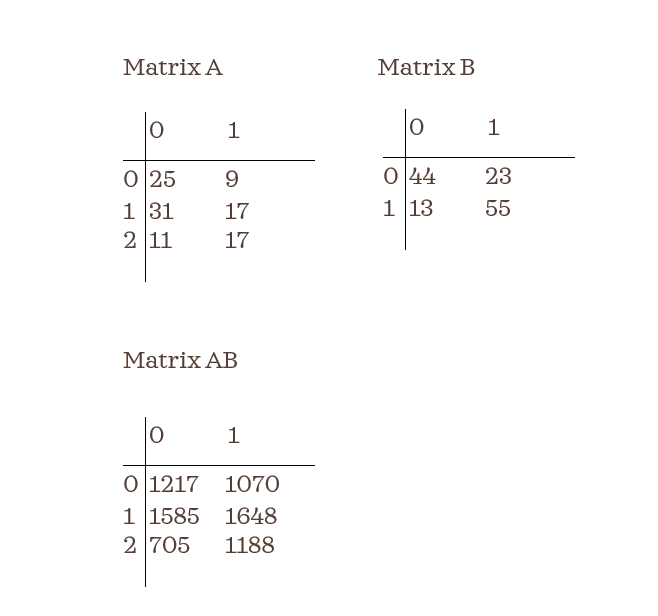 Matrix A
0 1
0 25 9
1 31 17
2 11 17
Matrix B
0 1
0 44 23
1 13 55
Matrix AB
0 1
0 1217 1070
1 1585 1648
2 705 1188